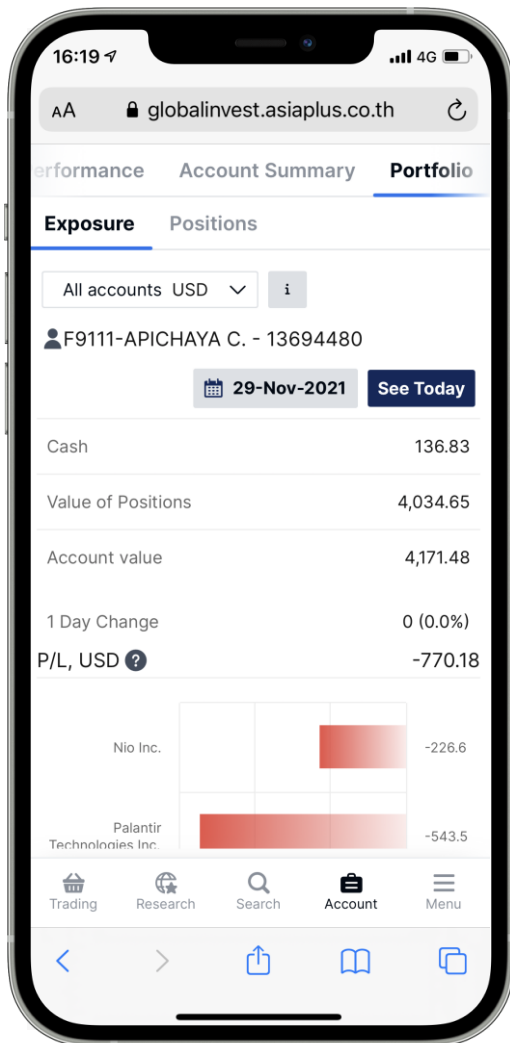 16:19
4G
AA globalinvest.asiaplus.co.th
erformance Account Summary Portfolio
Exposure Positions
All accounts USD i
F9111-APICHAYA C. - 13694480
29-Nov-2021 See Today
Cash 136.83
Value of Positions 4,034.65
Account value 4,171.48
1 Day Change 0 (0.0%)
P/L, USD ? -770.18
Nio Inc. -226.6
Palantir
Technologies Inc. -543.5
Trading Research Search Account Menu